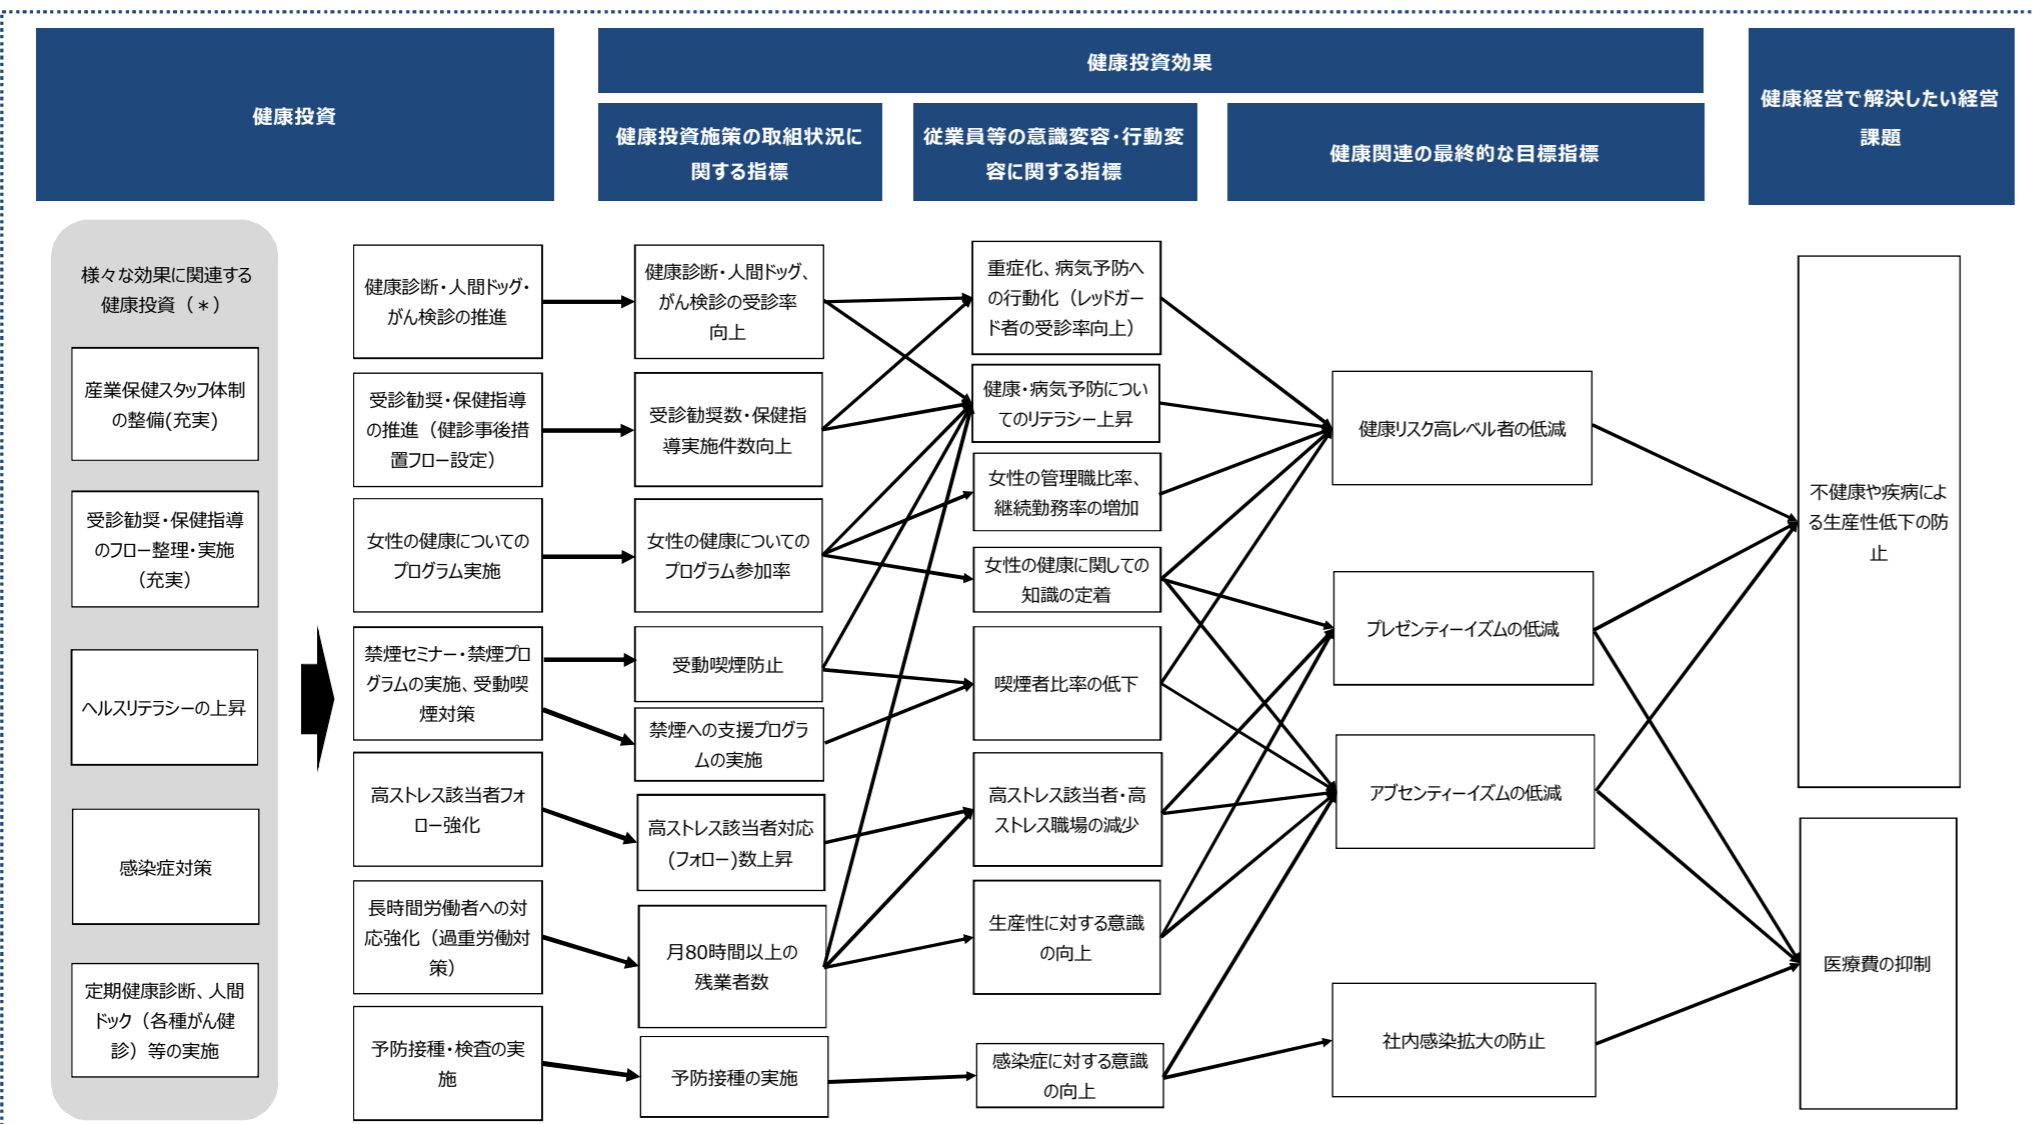 健康投資
健康投資効果
健康経営で解決したい経営
課題
健康投資施策の取組状況に
関する指標
従業員等の意識変容・行動変
容に関する指標
健康関連の最終的な目標指標
様々な効果に関連する
健康投資（＊）
産業保健スタッフ体制
の整備(充実)
受診勧奨・保健指導
のフロー整理・実施
（充実）
ヘルスリテラシーの上昇
感染症対策
定期健康診断、人間
ドック（各種がん健
診）等の実施
健康診断・人間ドッグ・
がん検診の推進
受診勧奨・保健指導
の推進（健診事後措
置フロー設定）
女性の健康についての
プログラム実施
禁煙セミナー・禁煙プロ
グラムの実施、受動喫
煙対策
高ストレス該当者フォ
ロー強化
長時間労働者への対
応強化（過重労働対
策）
予防接種・検査の実
施
健康診断・人間ドッグ、
がん検診の受診率
向上
受診勧奨数・保健指
導実施件数向上
女性の健康についての
プログラム参加率
受動喫煙防止
禁煙への支援プログラ
ムの実施
高ストレス該当者対応
(フォロー)数上昇
月80時間以上の
残業者数
予防接種の実施
重症化、病気予防へ
の行動化（レッドガー
ド者の受診率向上）
健康・病気予防につい
てのリテラシー上昇
女性の管理職比率、
継続勤務率の増加
女性の健康に関しての
知識の定着
喫煙者比率の低下
高ストレス該当者・高
ストレス職場の減少
生産性に対する意識
の向上
感染症に対する意識
の向上
健康リスク高レベル者の低減
プレゼンティーイズムの低減
アブセンティーイズムの低減
社内感染拡大の防止
不健康や疾病によ
る生産性低下の防
止
医療費の抑制